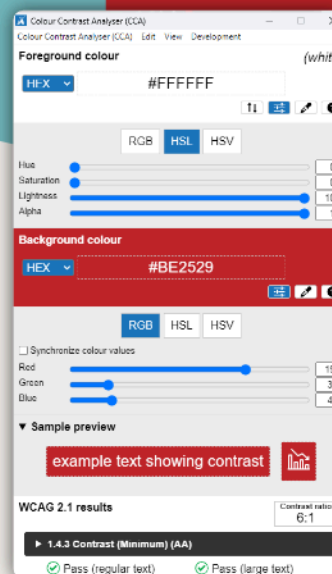 Colour Contrast Analyser (CCA)
Colour Contrast Analyser (CCA) Edit View Development
Foreground colour
HEX #FFFFFF
RGB HSL HSV
Hue
Saturation
Lightness
Alpha
Background colour
HEX #BE2529
RGB HSL HSV
Synchronize colour values
Red
Green
Blue
▼ Sample preview
example text showing contrast
WCAG 2.1 results
Contrast ratio
6:1
▶ 1.4.3 Contrast (Minimum) (AA)
Pass (regular text) Pass (large text)